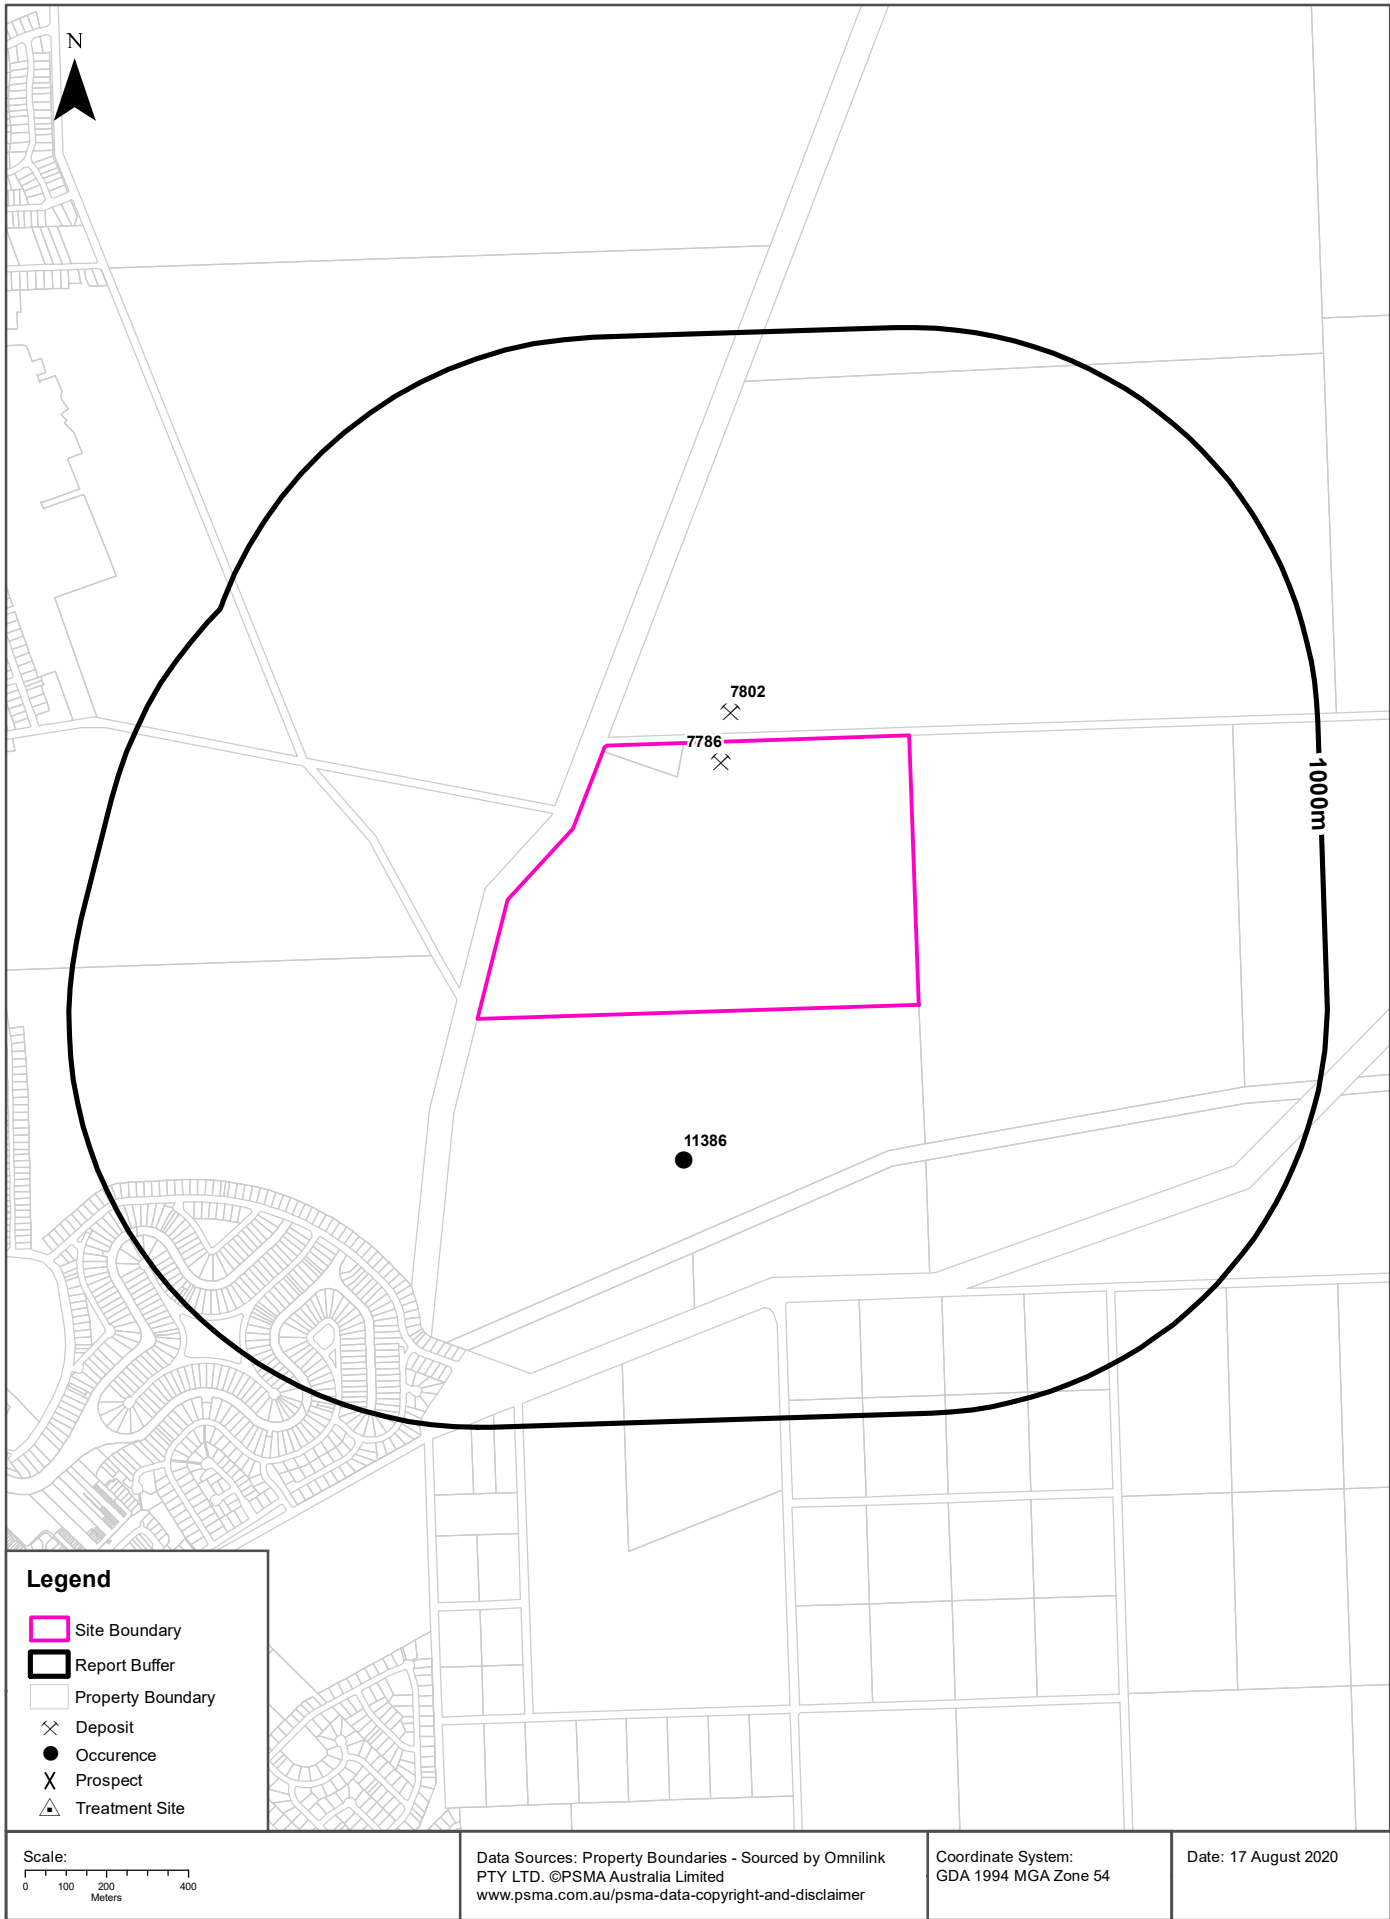 N
7802
7786
1000m
11386
Legend
Site Boundary
Report Buffer
Property Boundary
Deposit
Occurence
Prospect
Treatment Site
Scale:
0 100 200 400
Meters
Data Sources: Property Boundaries - Sourced by Omnilink
PTY LTD. ©PSMA Australia Limited
www.psma.com.au/psma-data-copyright-and-disclaimer
Coordinate System:
GDA 1994 MGA Zone 54
Date: 17 August 2020